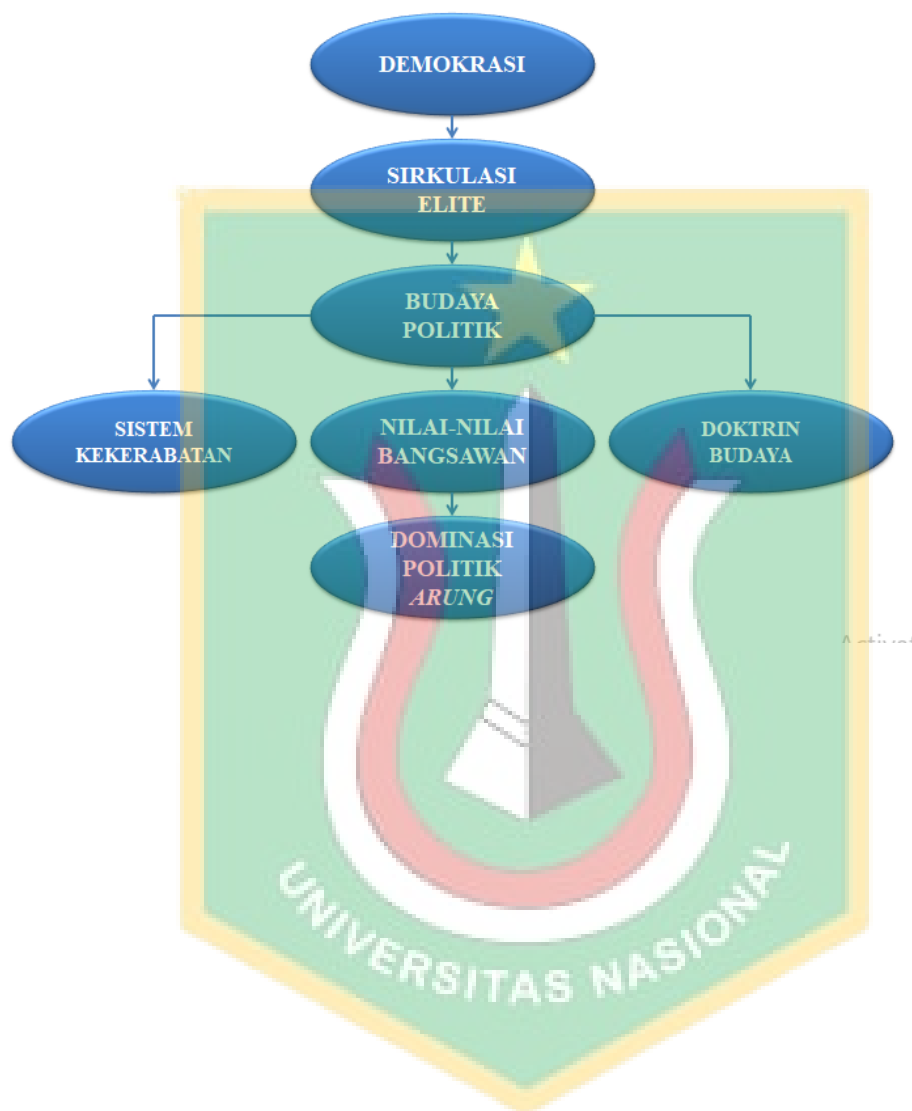 DEMOKRASI
SIRKULASI
ELITE
BUDAYA
POLITIK
SISTEM
KEKERABATAN
NILAI-NILAI
BANGSAWAN
DOKTRIN
BUDAYA
DOMINASI
POLITIK
ARUNG
UNIVERSITAS NASIONAL